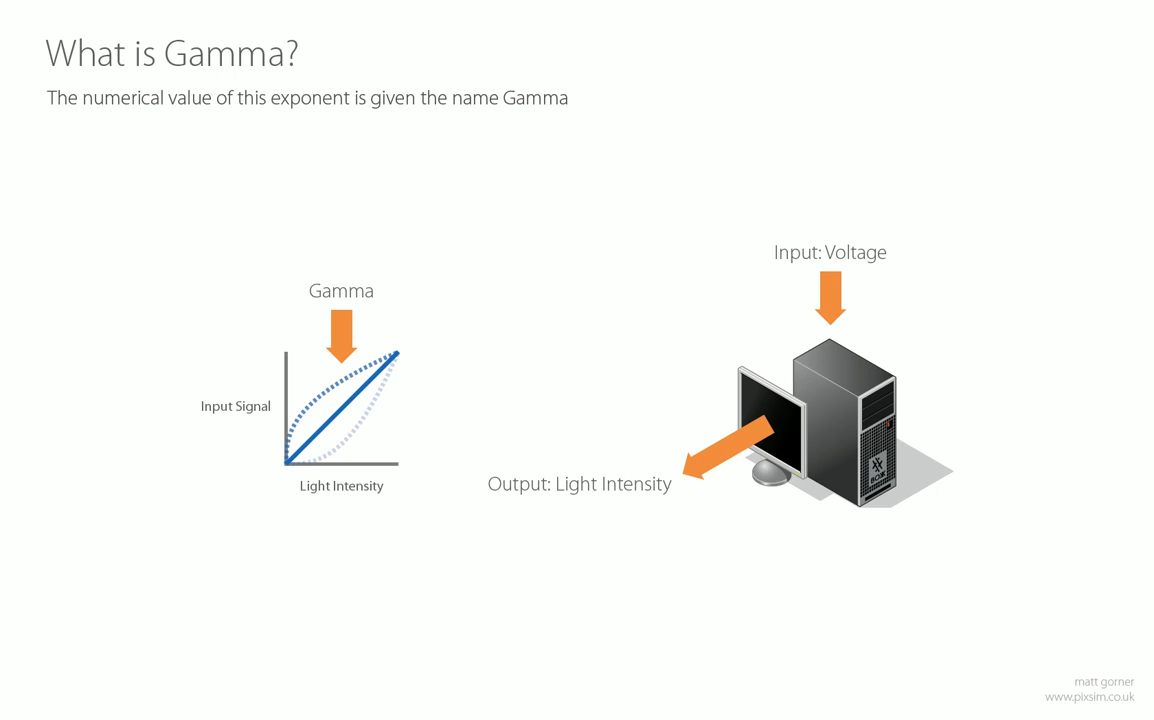 What is Gamma?
The numerical value of this exponent is given the name Gamma
Input: Voltage
Gamma
Input Signal
Light Intensity
Output: Light Intensity
BOXX
matt gorner
www.pixsim.co.uk